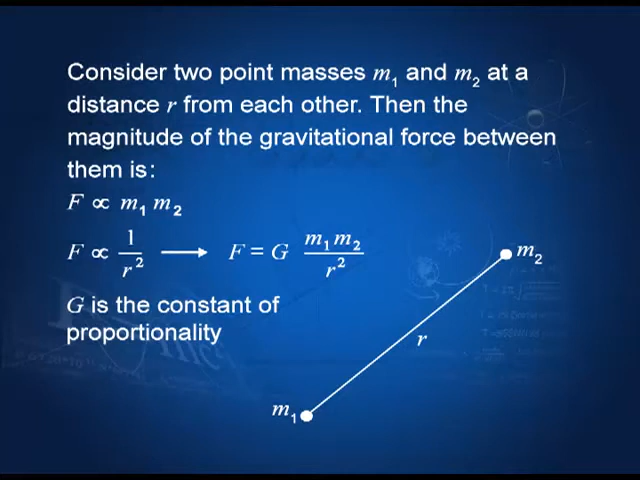 Consider two point masses m₁ and m₂ at a
distance r from each other. Then the
magnitude of the gravitational force between
them is:
F ∝ m₁ m₂
F ∝ 1/r² → F = G m₁m₂/r²
m₂
G is the constant of
proportionality
r
m₁